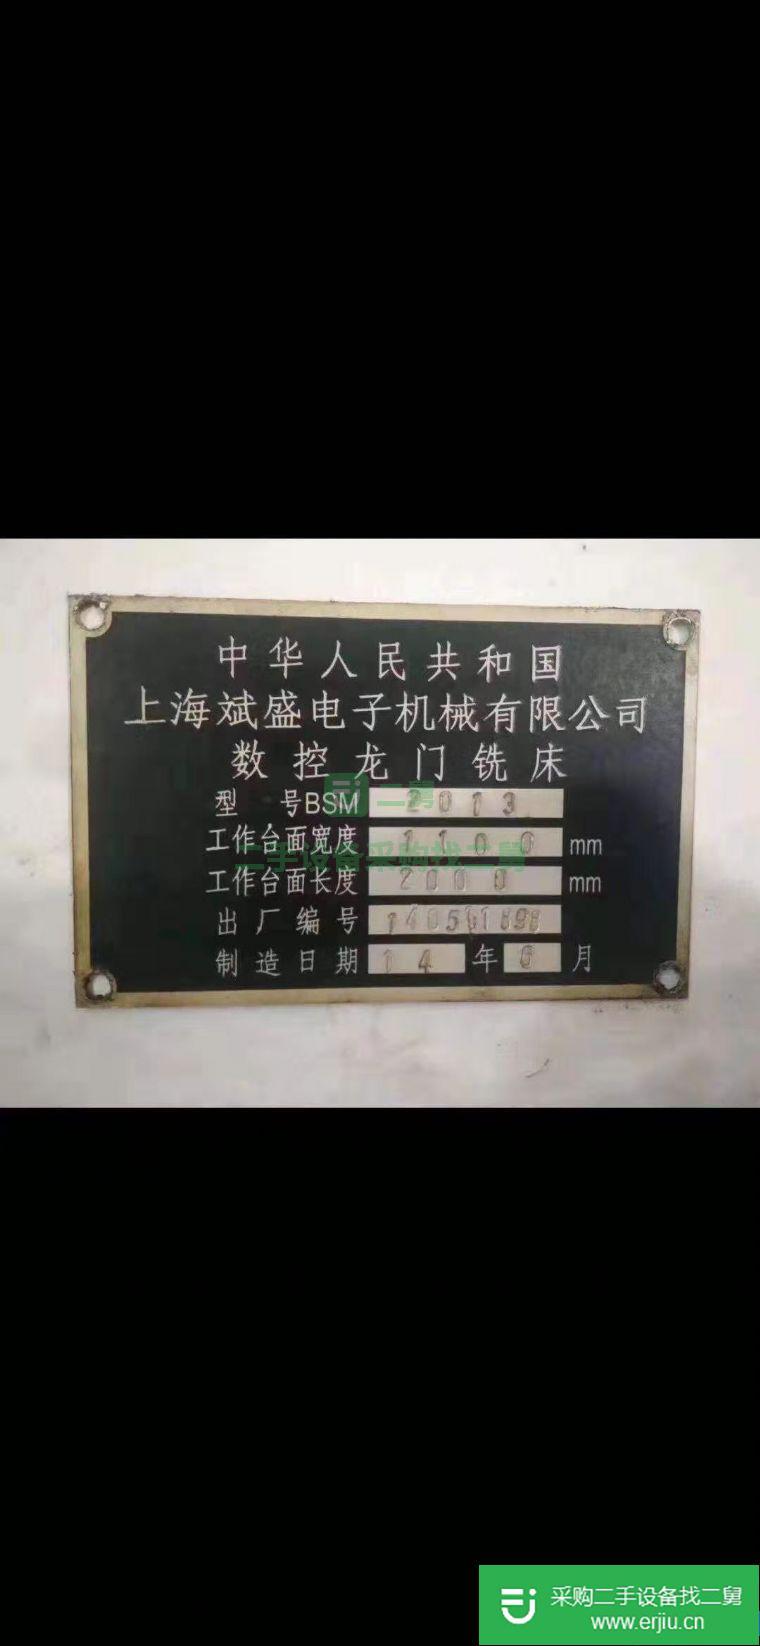 中华人民共和国
上海斌盛电子机械有限公司
数控龙门铣床
型号BSM 2013
工作台面宽度 1100 mm
二舅
二手设备采购找二舅
工作台面长度 2000 mm
出厂编号
制造日期 14年6月
采购二手设备找二舅
www.erjiu.cn